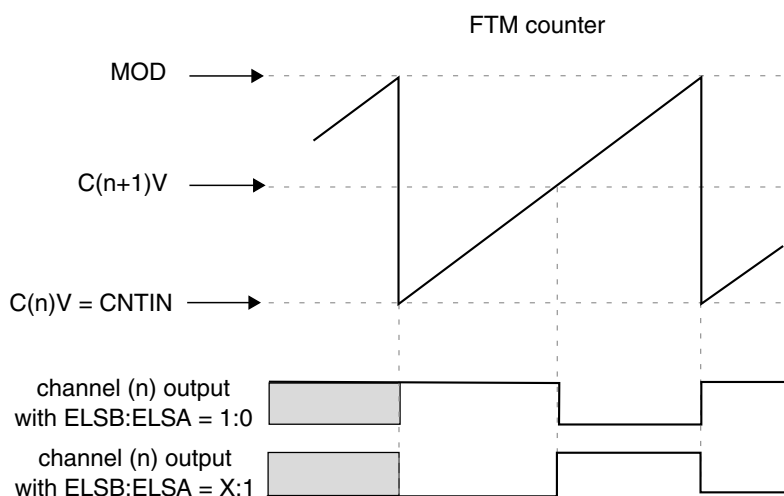 FTM counter
MOD
C(n+1)V
C(n)V = CNTIN
channel (n) output
with ELSB:ELSA = 1:0
channel (n) output
with ELSB:ELSA = X:1